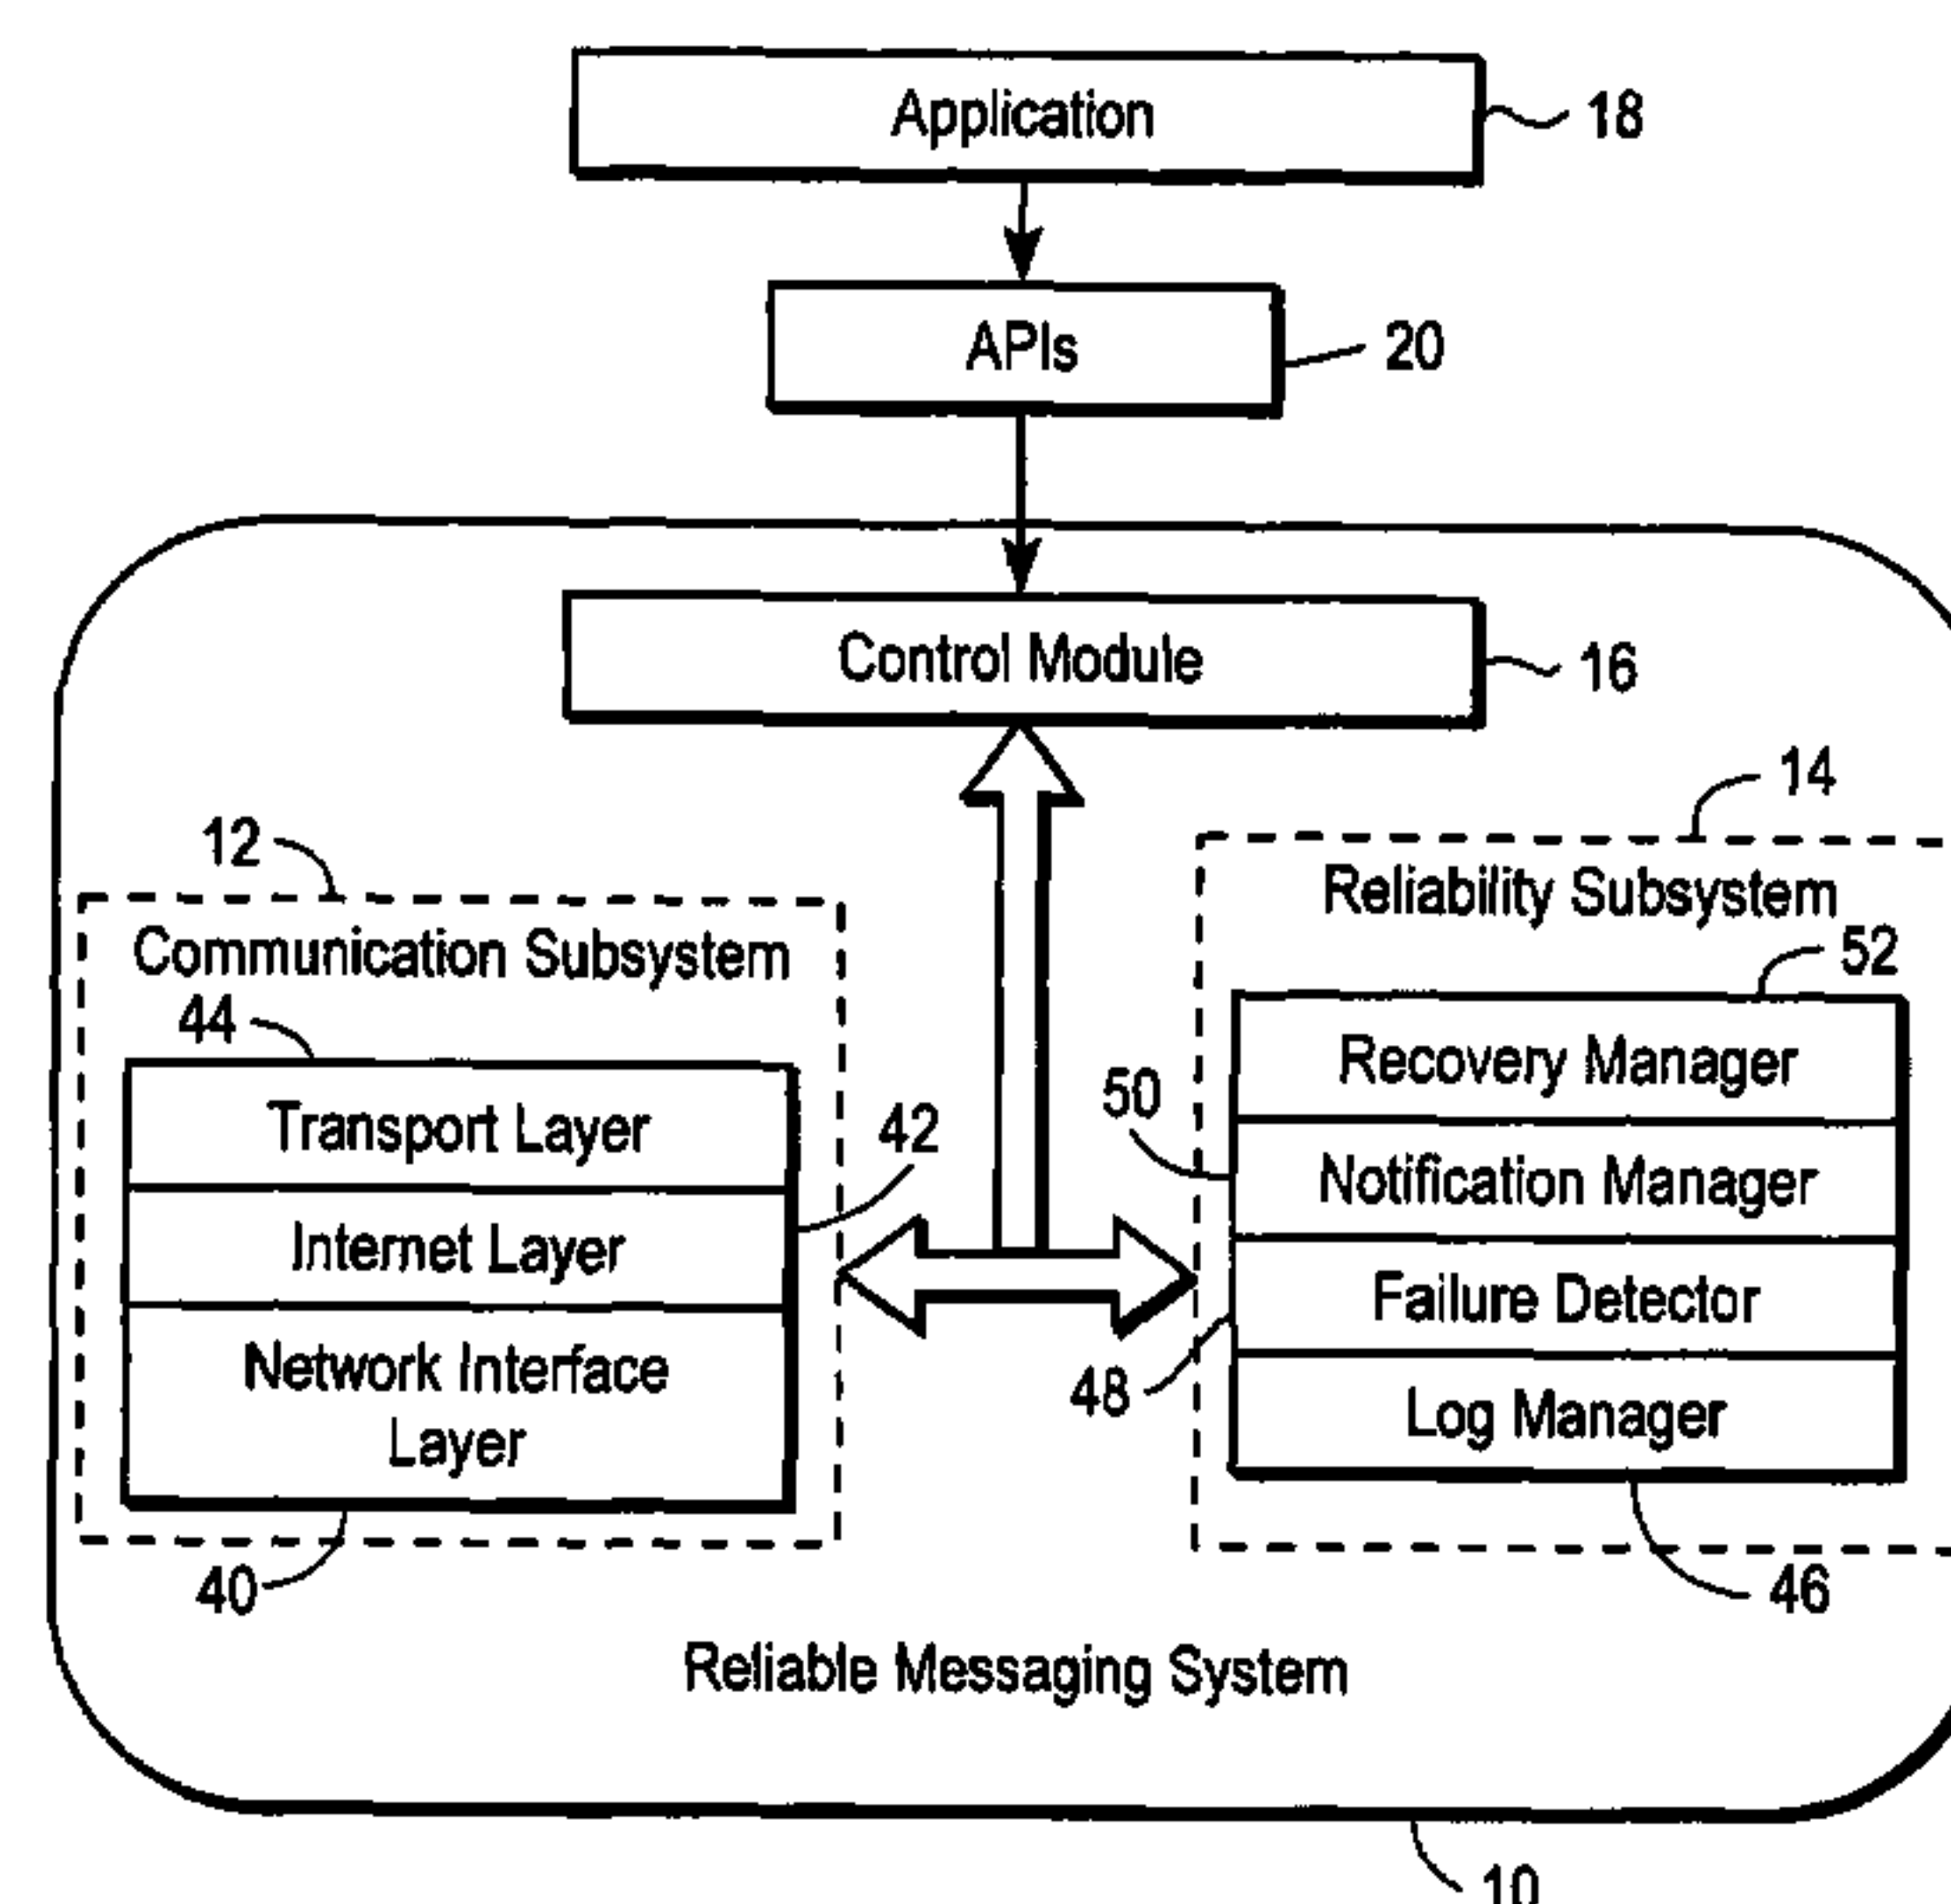 Application
18
APIs
20
Control Module
16
14
12
Reliability Subsystem
Communication Subsystem
52
44
Recovery Manager
50
Transport Layer
42
Notification Manager
Internet Layer
Failure Detector
Network Interface
Layer
48
Log Manager
40
46
Reliable Messaging System
10